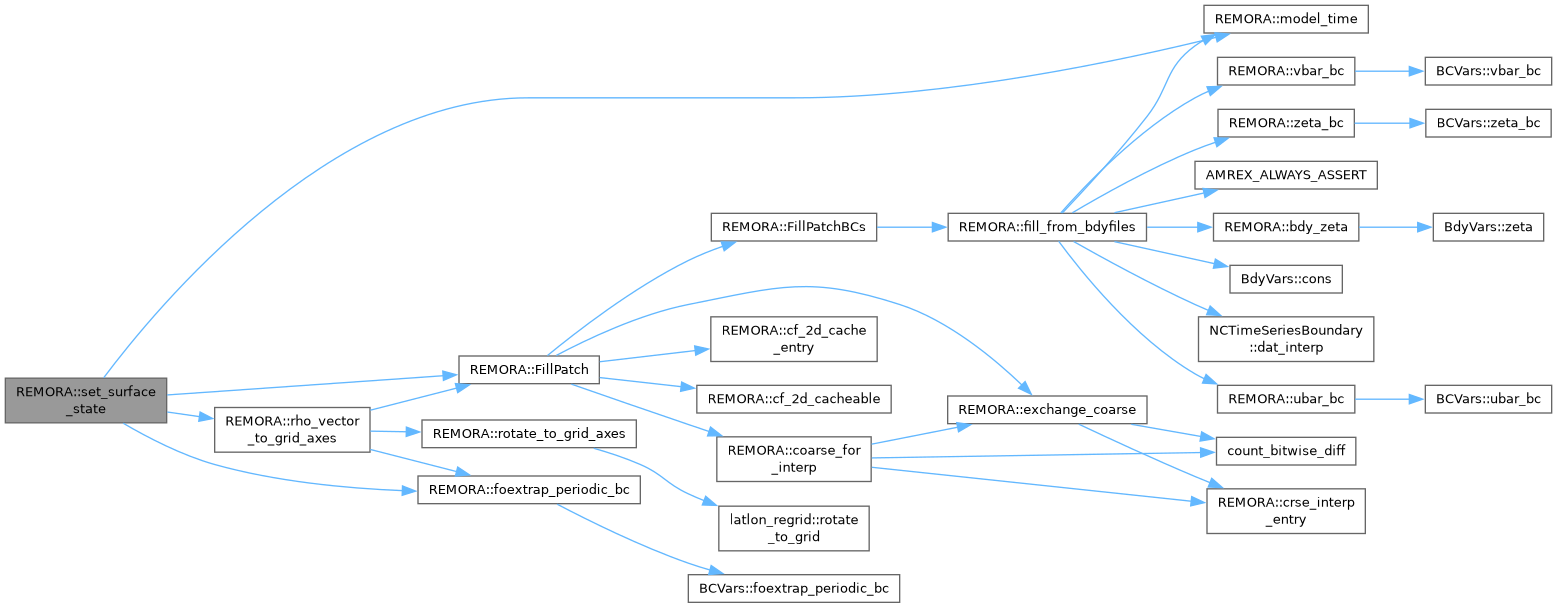 REMORA::set_surface
_state
REMORA::rho_vector
_to_grid_axes
REMORA::FillPatch
REMORA::rotate_to_grid_axes
REMORA::foextrap_periodic_bc
REMORA::FillPatchBCs
REMORA::cf_2d_cache
_entry
REMORA::cf_2d_cacheable
REMORA::coarse_for
_interp
latlon_regrid::rotate
_to_grid
BCVars::foextrap_periodic_bc
REMORA::fill_from_bdyfiles
REMORA::exchange_coarse
REMORA::model_time
REMORA::vbar_bc
REMORA::zeta_bc
AMREX_ALWAYS_ASSERT
REMORA::bdy_zeta
BdyVars::cons
NCTimeSeriesBoundary
::dat_interp
REMORA::ubar_bc
count_bitwise_diff
REMORA::crse_interp
_entry
BCVars::vbar_bc
BCVars::zeta_bc
BdyVars::zeta
BCVars::ubar_bc